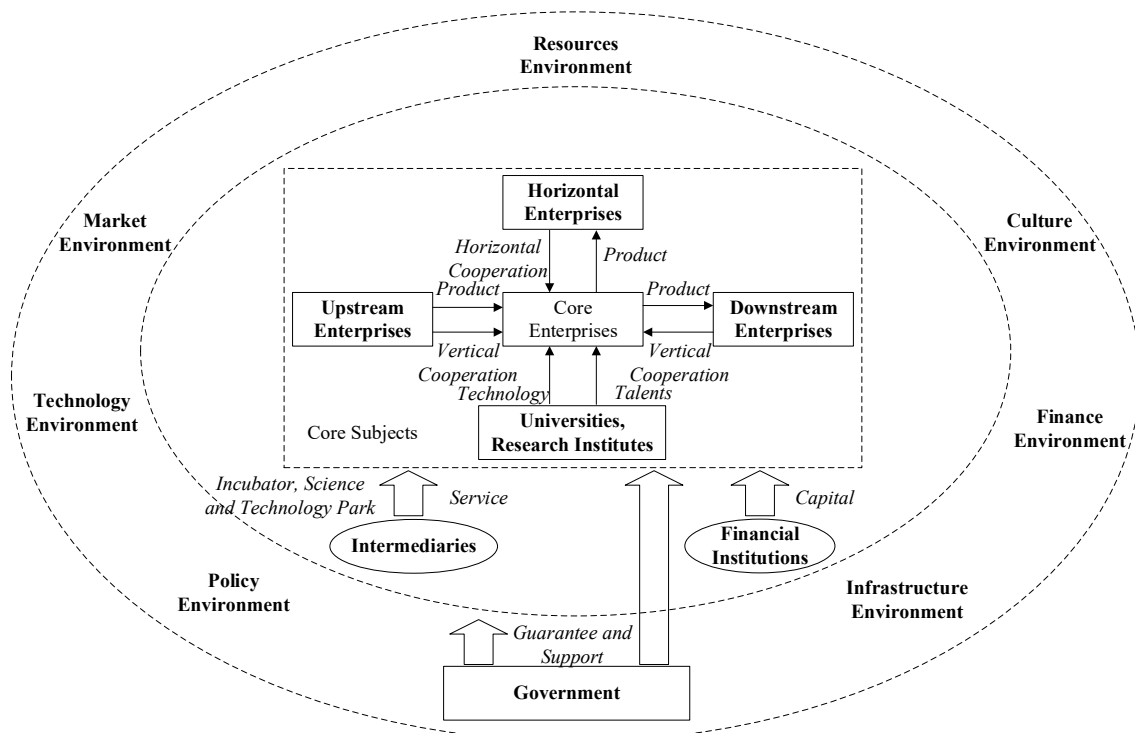 Resources
Environment
Market
Environment
Culture
Environment
Horizontal
Enterprises
Horizontal
Cooperation
Product
Product
Product
Upstream
Enterprises
Core
Enterprises
Downstream
Enterprises
Vertical
Cooperation
Vertical
Cooperation
Technology
Talents
Technology
Environment
Finance
Environment
Universities,
Research Institutes
Core Subjects
Incubator, Science
and Technology Park
Service
Capital
Intermediaries
Financial
Institutions
Policy
Environment
Infrastructure
Environment
Guarantee and
Support
Government